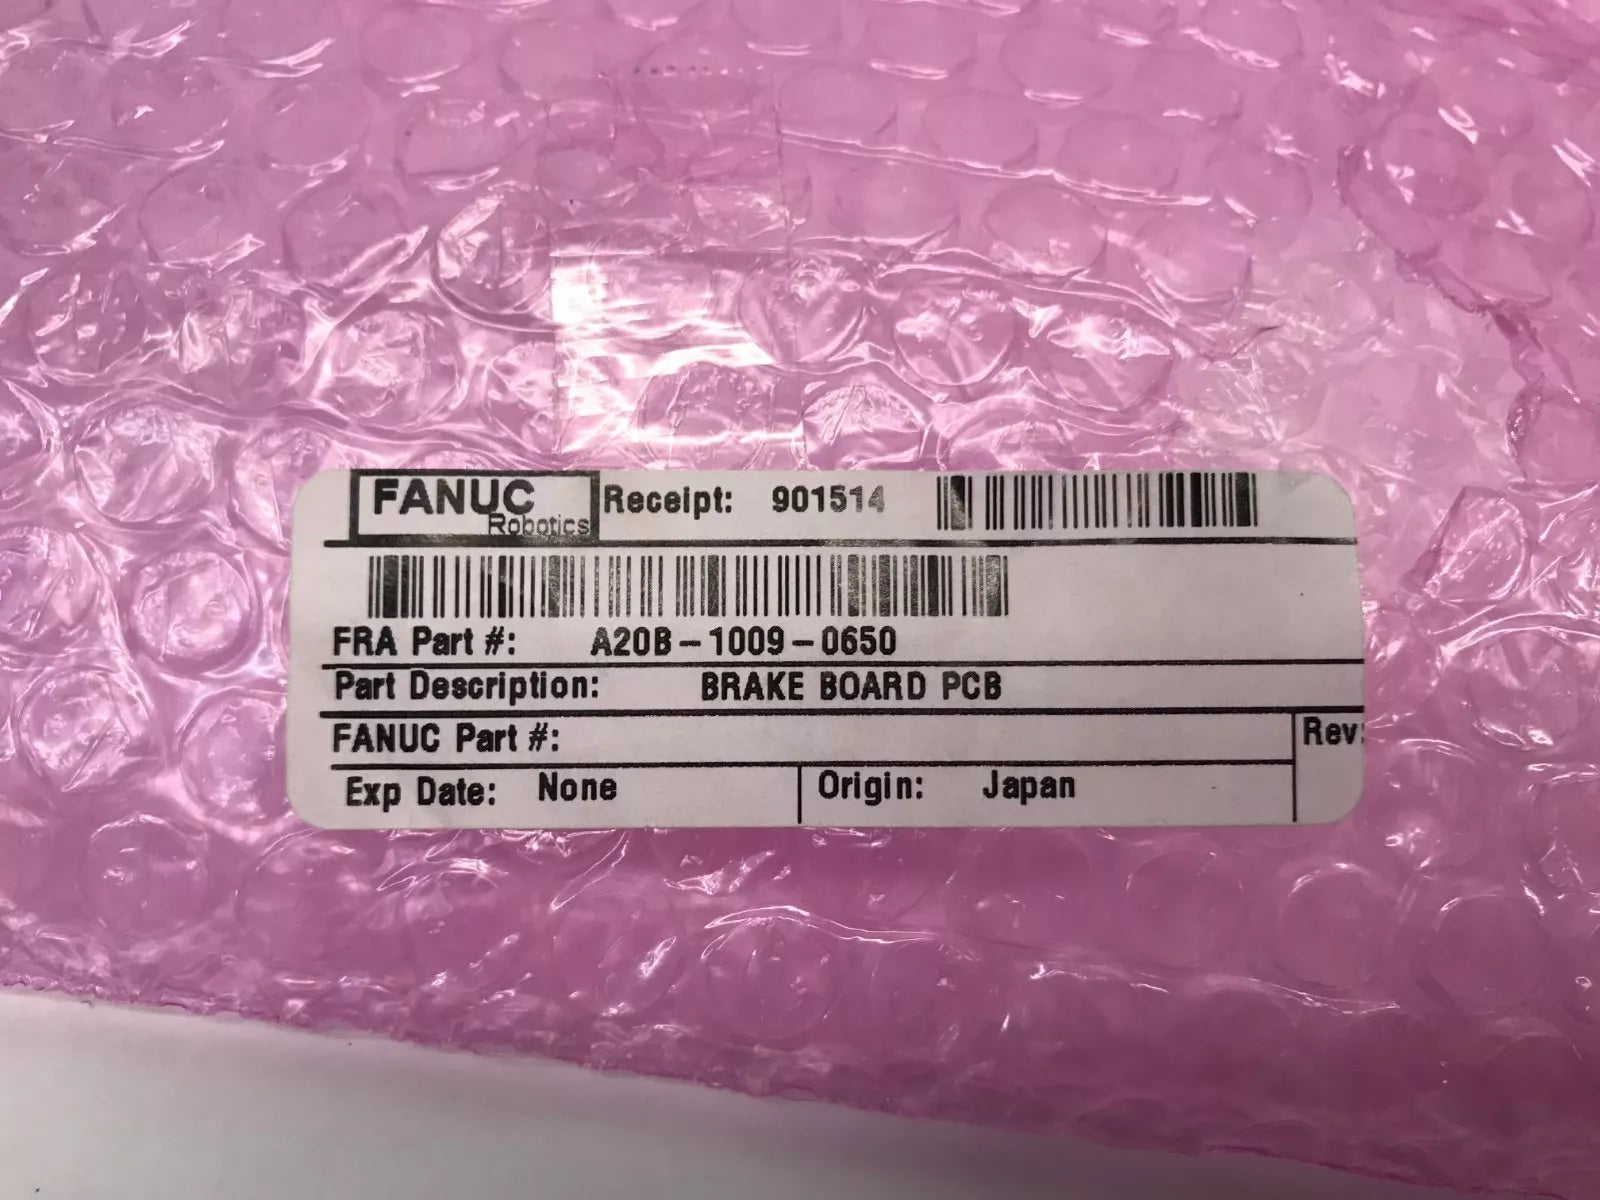 FANUC
Robotics
Receipt: 901514
FRA Part #: A20B-1009-0650
Part Description: BRAKE BOARD PCB
FANUC Part #:
Rev:
Exp Date: None
Origin: Japan